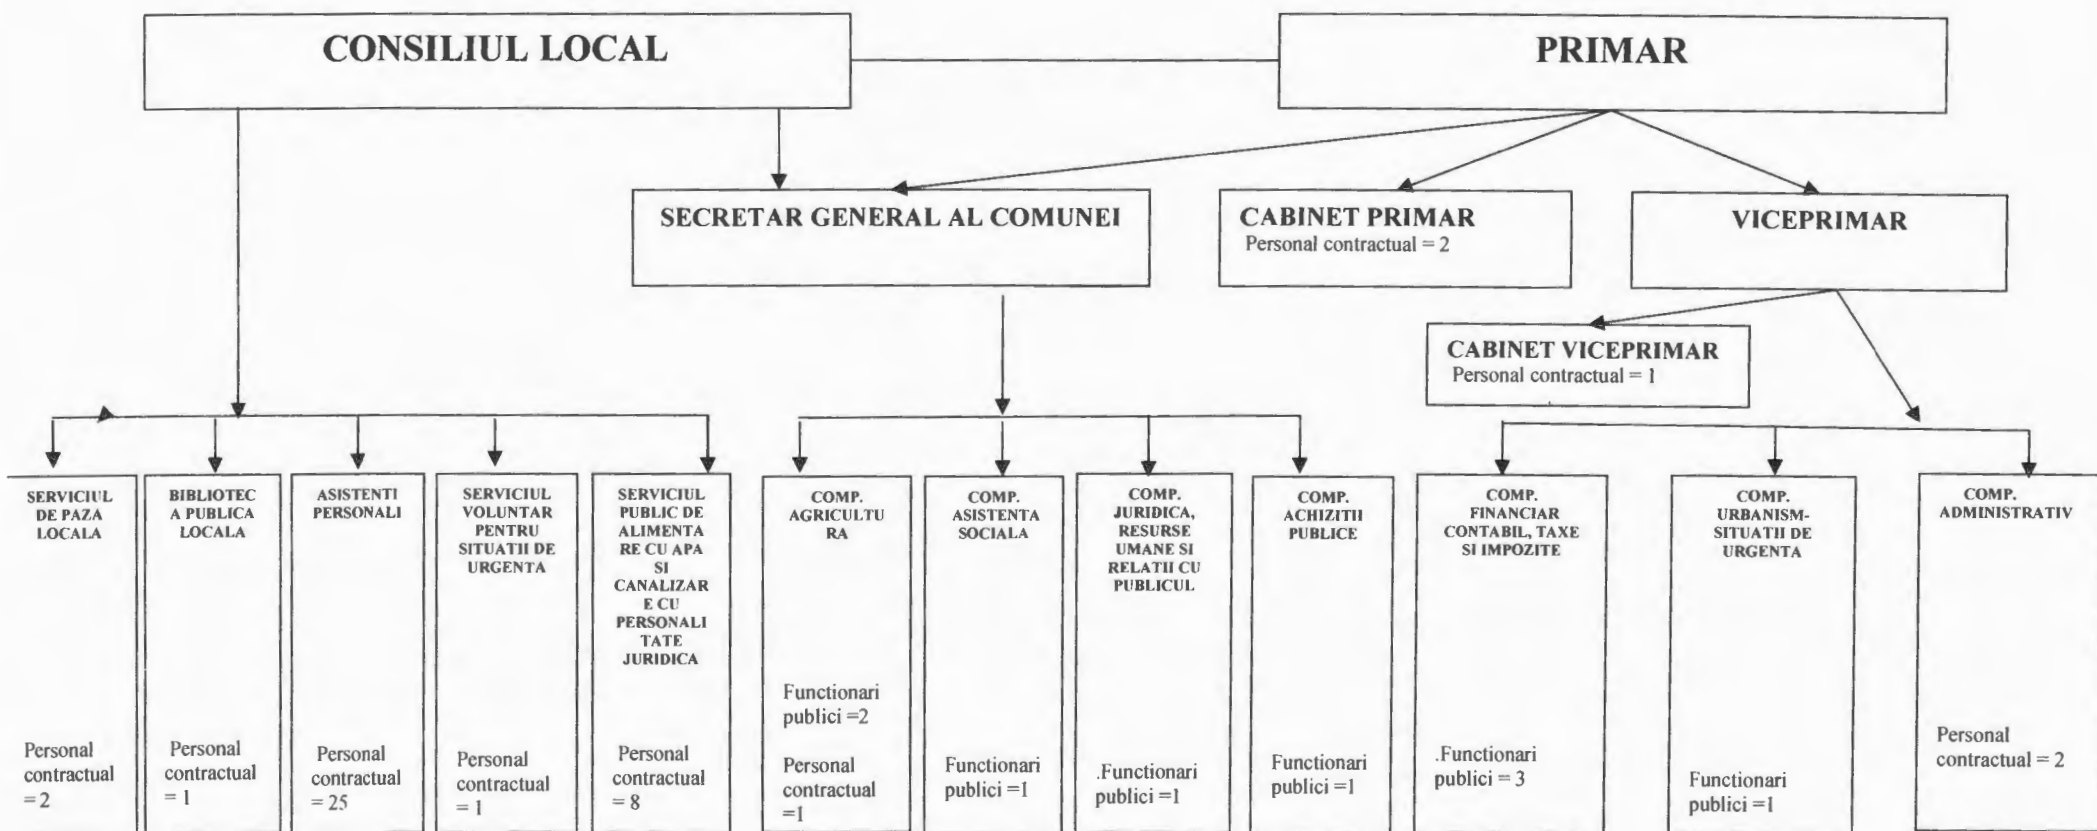 CONSILIUL LOCAL
PRIMAR
SECRETAR GENERAL AL COMUNEI
CABINET PRIMAR
Personal contractual = 2
VICEPRIMAR
CABINET VICEPRIMAR
Personal contractual = 1
SERVICIUL
DE PAZA
LOCALA
Personal
contractual
= 2
BIBLIOTEC
A PUBLICA
LOCALA
Personal
contractual
= 1
ASISTENTI
PERSONALI
Personal
contractual
= 25
SERVICIUL
VOLUNTAR
PENTRU
SITUATII DE
URGENTA
Personal
contractual
= 1
SERVICIUL
PUBLIC DE
ALIMENTA
RE CU APA
SI
CANALIZAR
E CU
PERSONALI
TATE
JURIDICA
Personal
contractual
= 8
COMP.
AGRICULTU
RA
Functionari
publici =2
Personal
contractual
=1
COMP.
ASISTENTA
SOCIALA
Functionari
publici =1
COMP.
JURIDICA,
RESURSE
UMANE SI
RELATII CU
PUBLICUL
.Functionari
publici =1
COMP.
ACHIZITII
PUBLICE
Functionari
publici =1
COMP.
FINANCIAR
CONTABIL, TAXE
SI IMPOZITE
.Functionari
publici = 3
COMP.
URBANISM-
SITUATII DE
URGENTA
Functionari
publici =1
COMP.
ADMINISTRATIV
Personal
contractual = 2